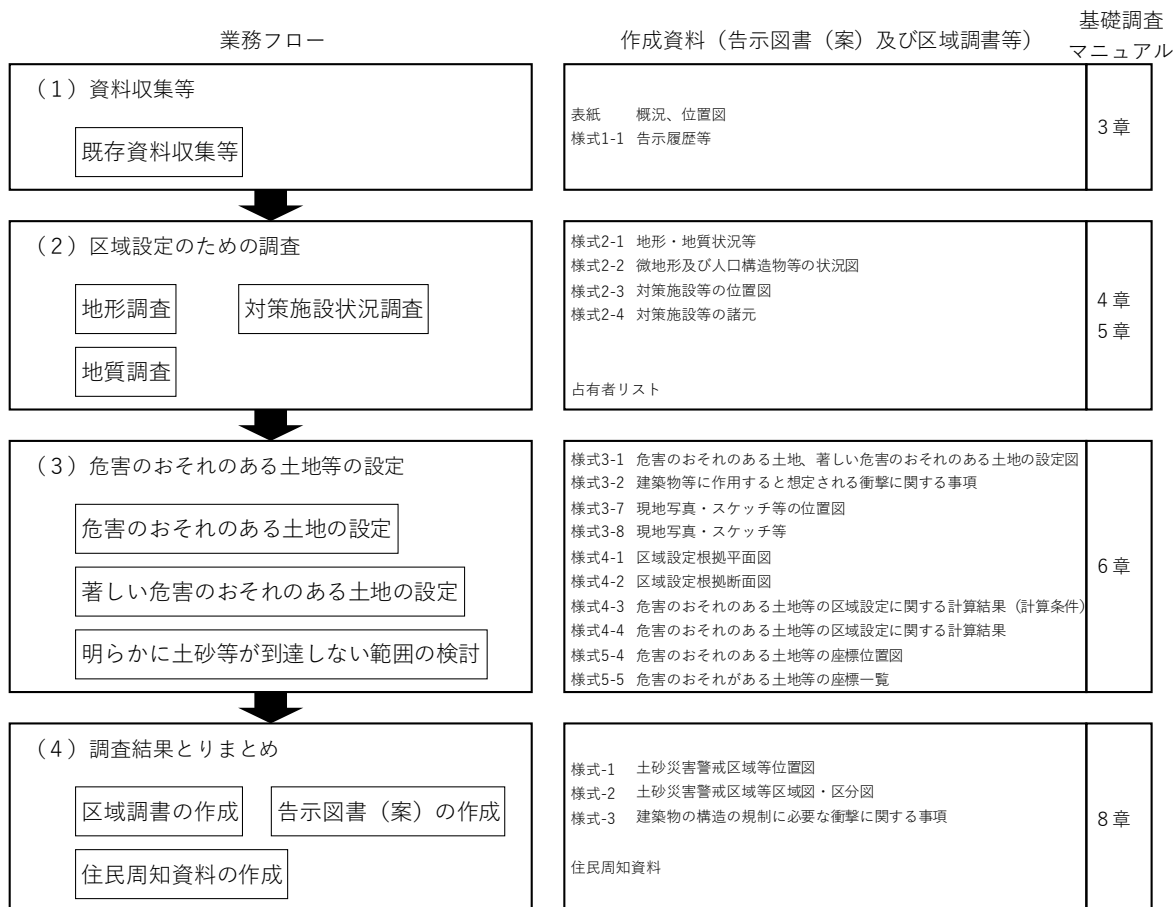 業務フロー
作成資料（告示図書（案）及び区域調書等）
基礎調査
マニュアル
（1）資料収集等
既存資料収集等
表紙 概況、位置図
様式1-1 告示履歴等
3章
（2）区域設定のための調査
地形調査
対策施設状況調査
地質調査
様式2-1 地形・地質状況等
様式2-2 微地形及び人口構造物等の状況図
様式2-3 対策施設等の位置図
様式2-4 対策施設等の諸元
占有者リスト
4章
5章
（3）危害のおそれのある土地等の設定
危害のおそれのある土地の設定
著しい危害のおそれのある土地の設定
明らかに土砂等が到達しない範囲の検討
様式3-1 危害のおそれのある土地、著しい危害のおそれのある土地の設定図
様式3-2 建築物等に作用すると想定される衝撃に関する事項
様式3-7 現地写真・スケッチ等の位置図
様式3-8 現地写真・スケッチ等
様式4-1 区域設定根拠平面図
様式4-2 区域設定根拠断面図
様式4-3 危害のおそれのある土地等の区域設定に関する計算結果（計算条件）
様式4-4 危害のおそれのある土地等の区域設定に関する計算結果
様式5-4 危害のおそれのある土地等の座標位置図
様式5-5 危害のおそれがある土地等の座標一覧
6章
（4）調査結果とりまとめ
区域調書の作成
告示図書（案）の作成
住民周知資料の作成
様式-1 土砂災害警戒区域等位置図
様式-2 土砂災害警戒区域等区域図・区分図
様式-3 建築物の構造の規制に必要な衝撃に関する事項
住民周知資料
8章